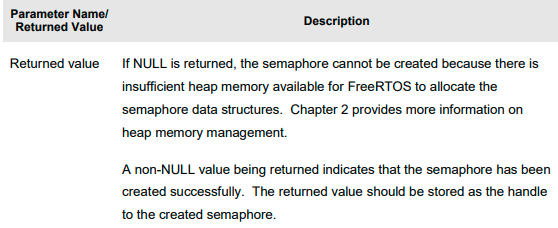 Parameter Name/
Returned Value
Description
Returned value
If NULL is returned, the semaphore cannot be created because there is
insufficient heap memory available for FreeRTOS to allocate the
semaphore data structures.  Chapter 2 provides more information on
heap memory management.
A non-NULL value being returned indicates that the semaphore has been
created successfully.  The returned value should be stored as the handle
to the created semaphore.